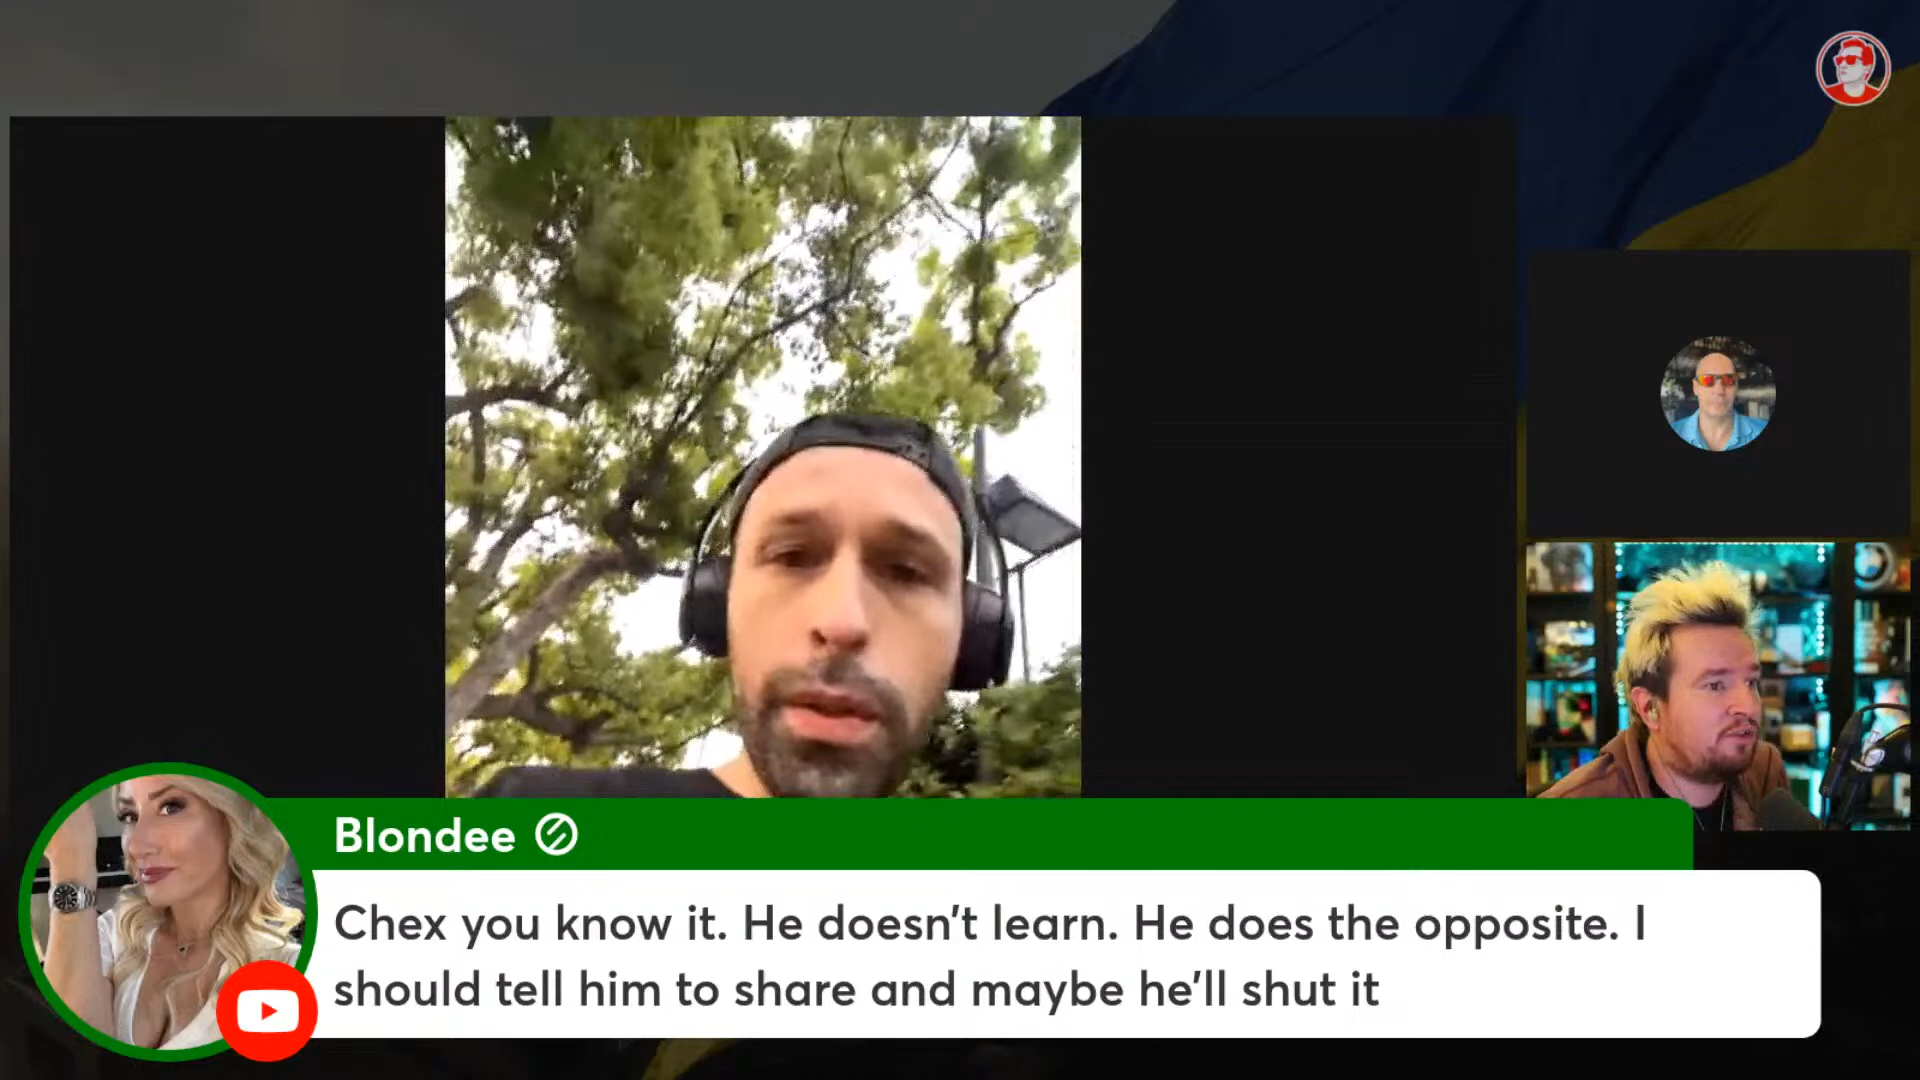 Blondee
Chex you know it. He doesn't learn. He does the opposite. I
should tell him to share and maybe he'll shut it